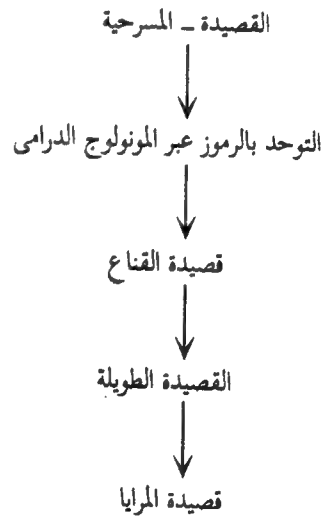 القصيدة ـ المسرحية
التوحد بالرموز عبر المونولوج الدرامى
قصيدة القناع
القصيدة الطويلة
قصيدة المرايا